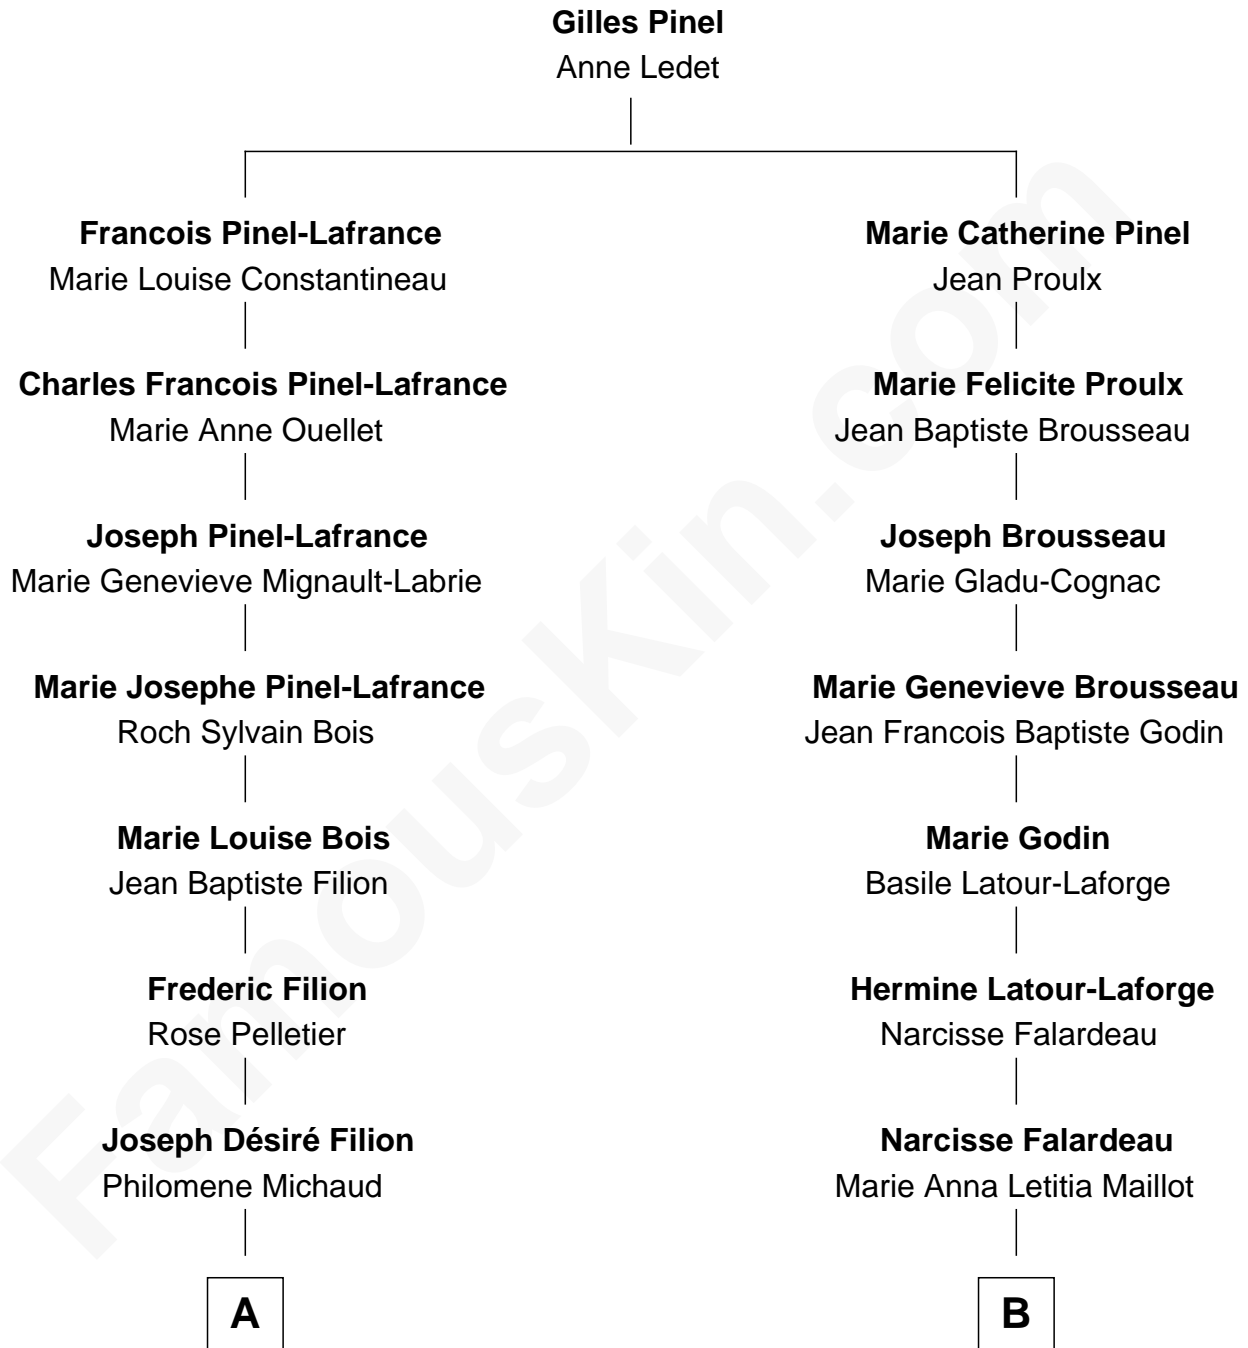 Gilles Pinel
Anne Ledet
Francois Pinel-Lafrance
Marie Louise Constantineau
Charles Francois Pinel-Lafrance
Marie Anne Ouellet
Joseph Pinel-Lafrance
Marie Genevieve Mignault-Labrie
Marie Josephe Pinel-Lafrance
Roch Sylvain Bois
Marie Louise Bois
Jean Baptiste Filion
Frederic Filion
Rose Pelletier
Joseph Désiré Filion
Philomene Michaud
A
Marie Catherine Pinel
Jean Proulx
Marie Felicite Proulx
Jean Baptiste Brousseau
Joseph Brousseau
Marie Gladu-Cognac
Marie Genevieve Brousseau
Jean Francois Baptiste Godin
Marie Godin
Basile Latour-Laforge
Hermine Latour-Laforge
Narcisse Falardeau
Narcisse Falardeau
Marie Anna Letitia Maillot
B
FamousKin.com